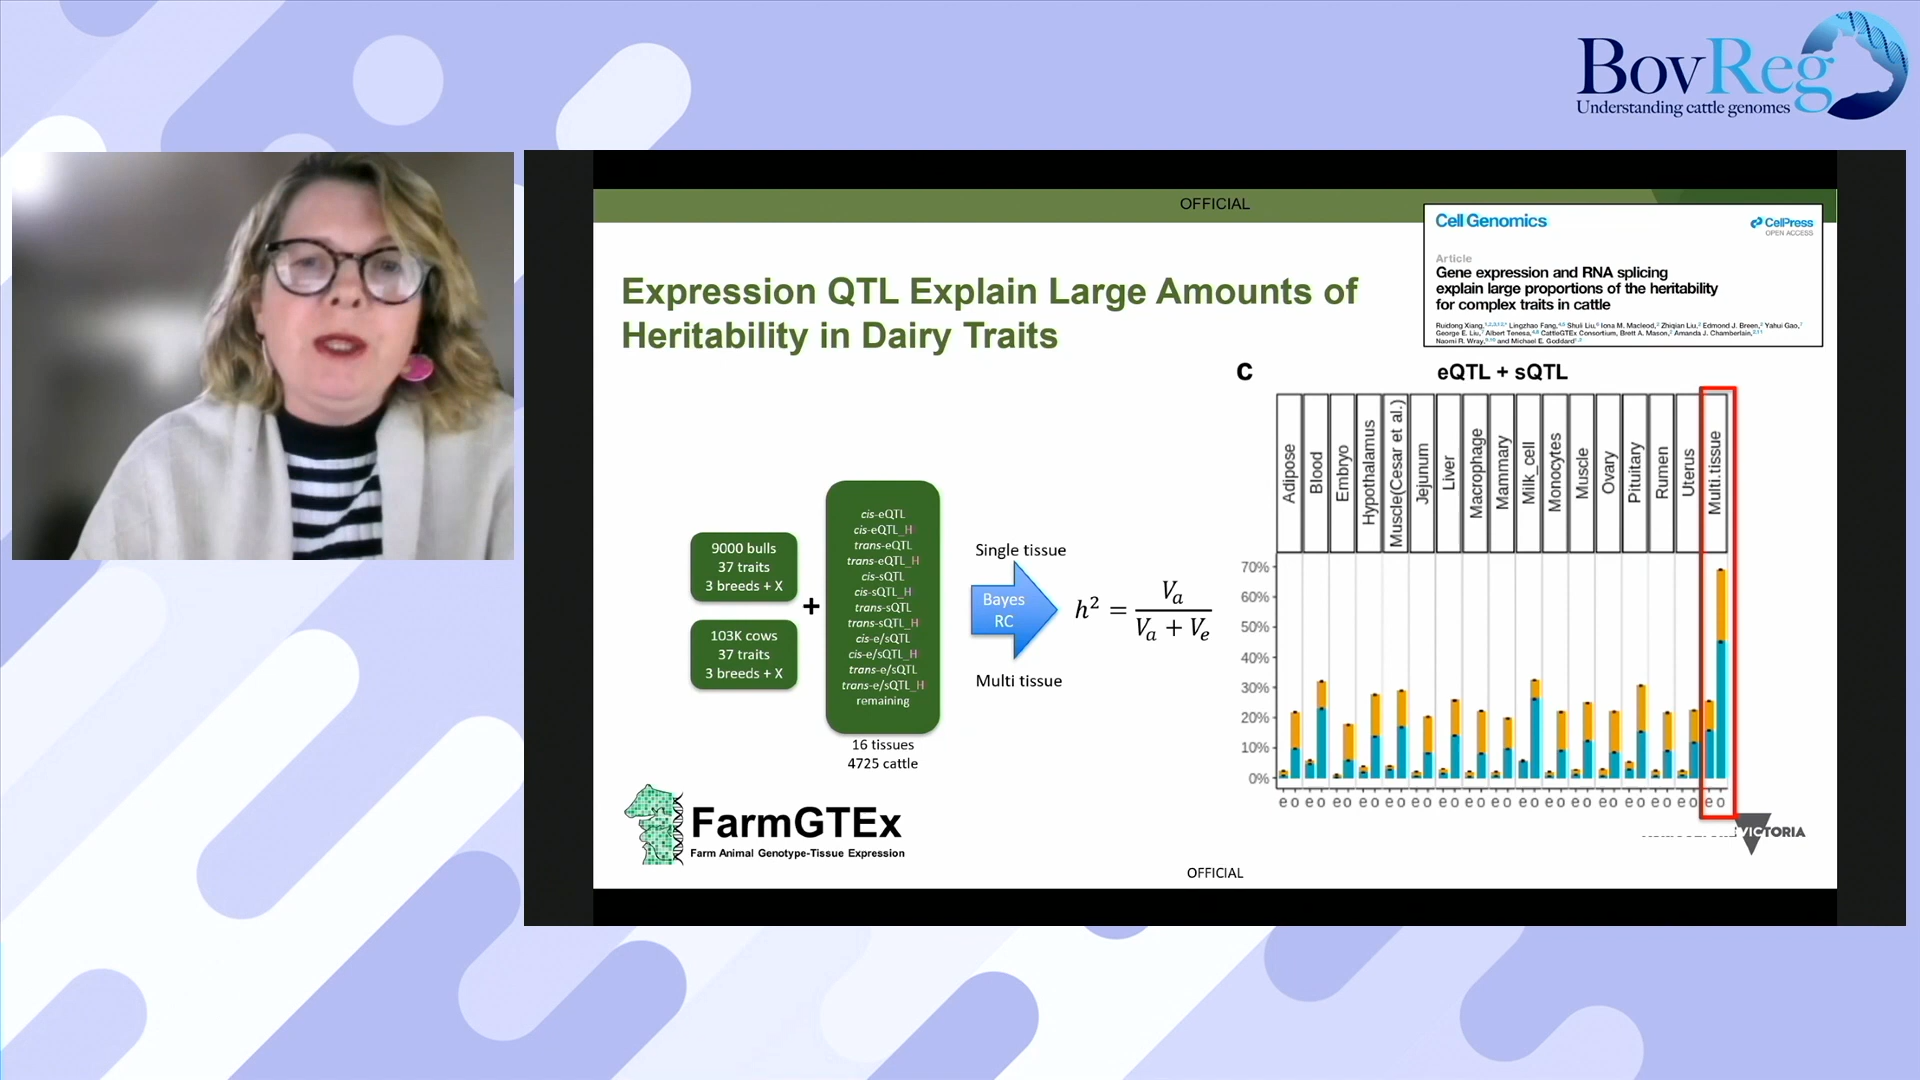 BovReg
Understanding cattle genomes
OFFICIAL
Cell Genomics
CelPress
OPEN ACCESS
Article
Gene expression and RNA splicing
explain large proportions of the heritability
for complex traits in cattle
Ruidong Xiang, Lingzhao Fang, Shuli Liu, Iona M. Macleod, Zhiqian Liu, Edmond J. Breen, Yahui Gao,
George E. Liu, Albert Tenesa, CattleGTEx Consortium, Brett A. Mason, Amanda J. Chamberlain,
Naomi R. Wray, and Michael E. Goddard
Expression QTL Explain Large Amounts of
Heritability in Dairy Traits
9000 bulls
37 traits
3 breeds + X
103K cows
37 traits
3 breeds + X
+
cis-eQTL
cis-eQTL_H
trans-eQTL
trans-eQTL_H
cis-sQTL
cis-sQTL_H
trans-sQTL
trans-sQTL_H
cis-e/sQTL
cis-e/sQTL_H
trans-e/sQTL
trans-e/sQTL_H
remaining
16 tissues
4725 cattle
Single tissue
Bayes
RC
Multi tissue
h² = Va / (Va + Ve)
C
eQTL + sQTL
Adipose
Blood
Embryo
Hypothalamus
Muscle(Cesar et al.)
Jejunum
Liver
Macrophage
Mammary
Milk_cell
Monocytes
Muscle
Ovary
Pituitary
Rumen
Uterus
Multi.tissue
70%
60%
50%
40%
30%
20%
10%
0%
e o e o e o e o e o e o e o e o e o e o e o e o e o e o e o e o e o
FarmGTEx
Farm Animal Genotype-Tissue Expression
VICTORIA
OFFICIAL